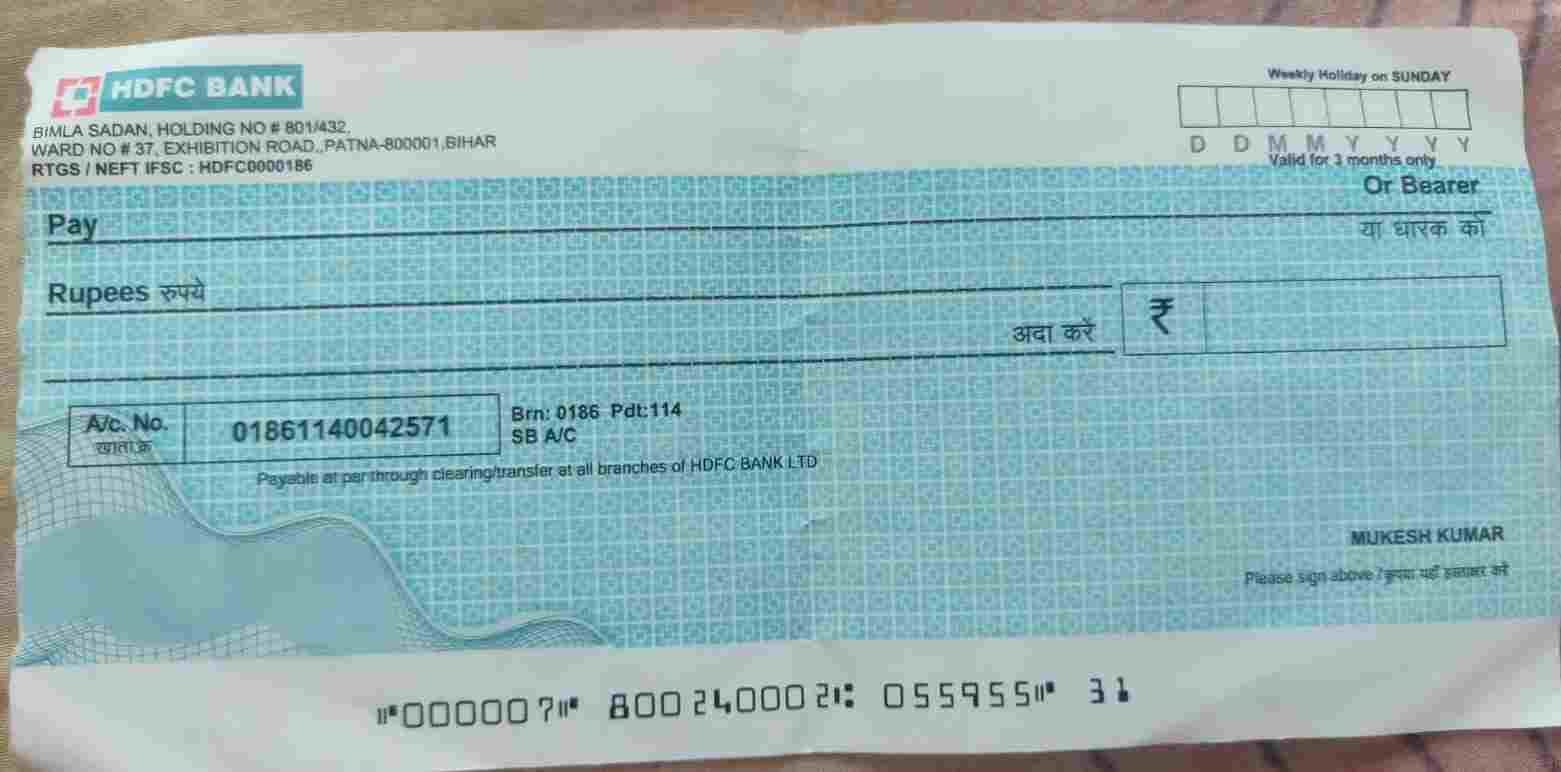 HDFC BANK
BIMLA SADAN, HOLDING NO # 801/432,
WARD NO # 37, EXHIBITION ROAD,,PATNA-800001,BIHAR
RTGS / NEFT IFSC : HDFC0000186
Weekly Holiday on SUNDAY
D D M M Y Y Y Y
Valid for 3 months only
Or Bearer
Pay
या धारक को
Rupees रुपये
अदा करें
₹
A/c. No.
खाता क्र
01861140042571
Brn: 0186 Pdt:114
SB A/C
Payable at par through clearing/transfer at all branches of HDFC BANK LTD
MUKESH KUMAR
Please sign above / कृपया यहाँ हस्ताक्षर करें
⑈000007⑈ 800240002⑆ 055955⑈ 31